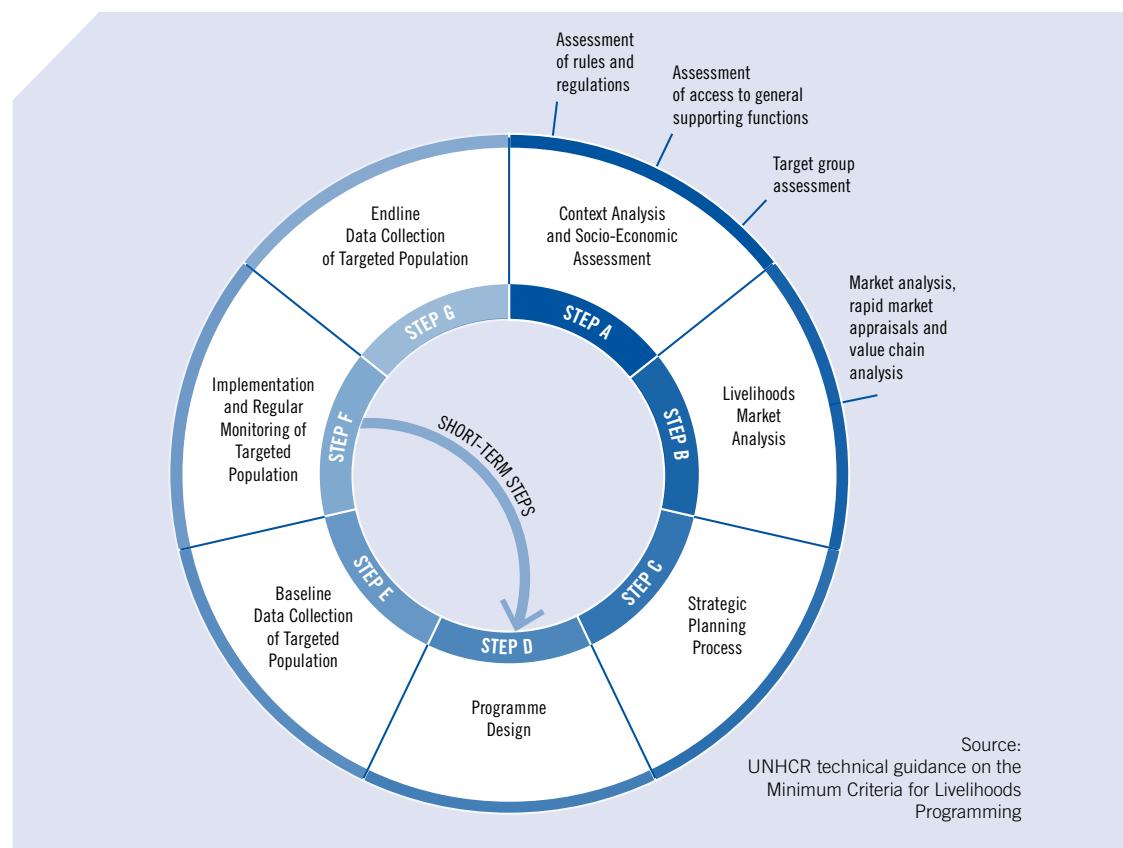 Assessment
of rules and
regulations
Assessment
of access to general
supporting functions
Target group
assessment
Market analysis,
rapid market
appraisals and
value chain
analysis
Context Analysis
and Socio-Economic
Assessment
STEP A
Livelihoods
Market
Analysis
STEP B
Strategic
Planning
Process
STEP C
Programme
Design
STEP D
Baseline
Data Collection
of Targeted
Population
STEP E
Implementation
and Regular
Monitoring of
Targeted
Population
STEP F
Endline
Data Collection
of Targeted Population
STEP G
SHORT-TERM STEPS
Source:
UNHCR technical guidance on the
Minimum Criteria for Livelihoods
Programming